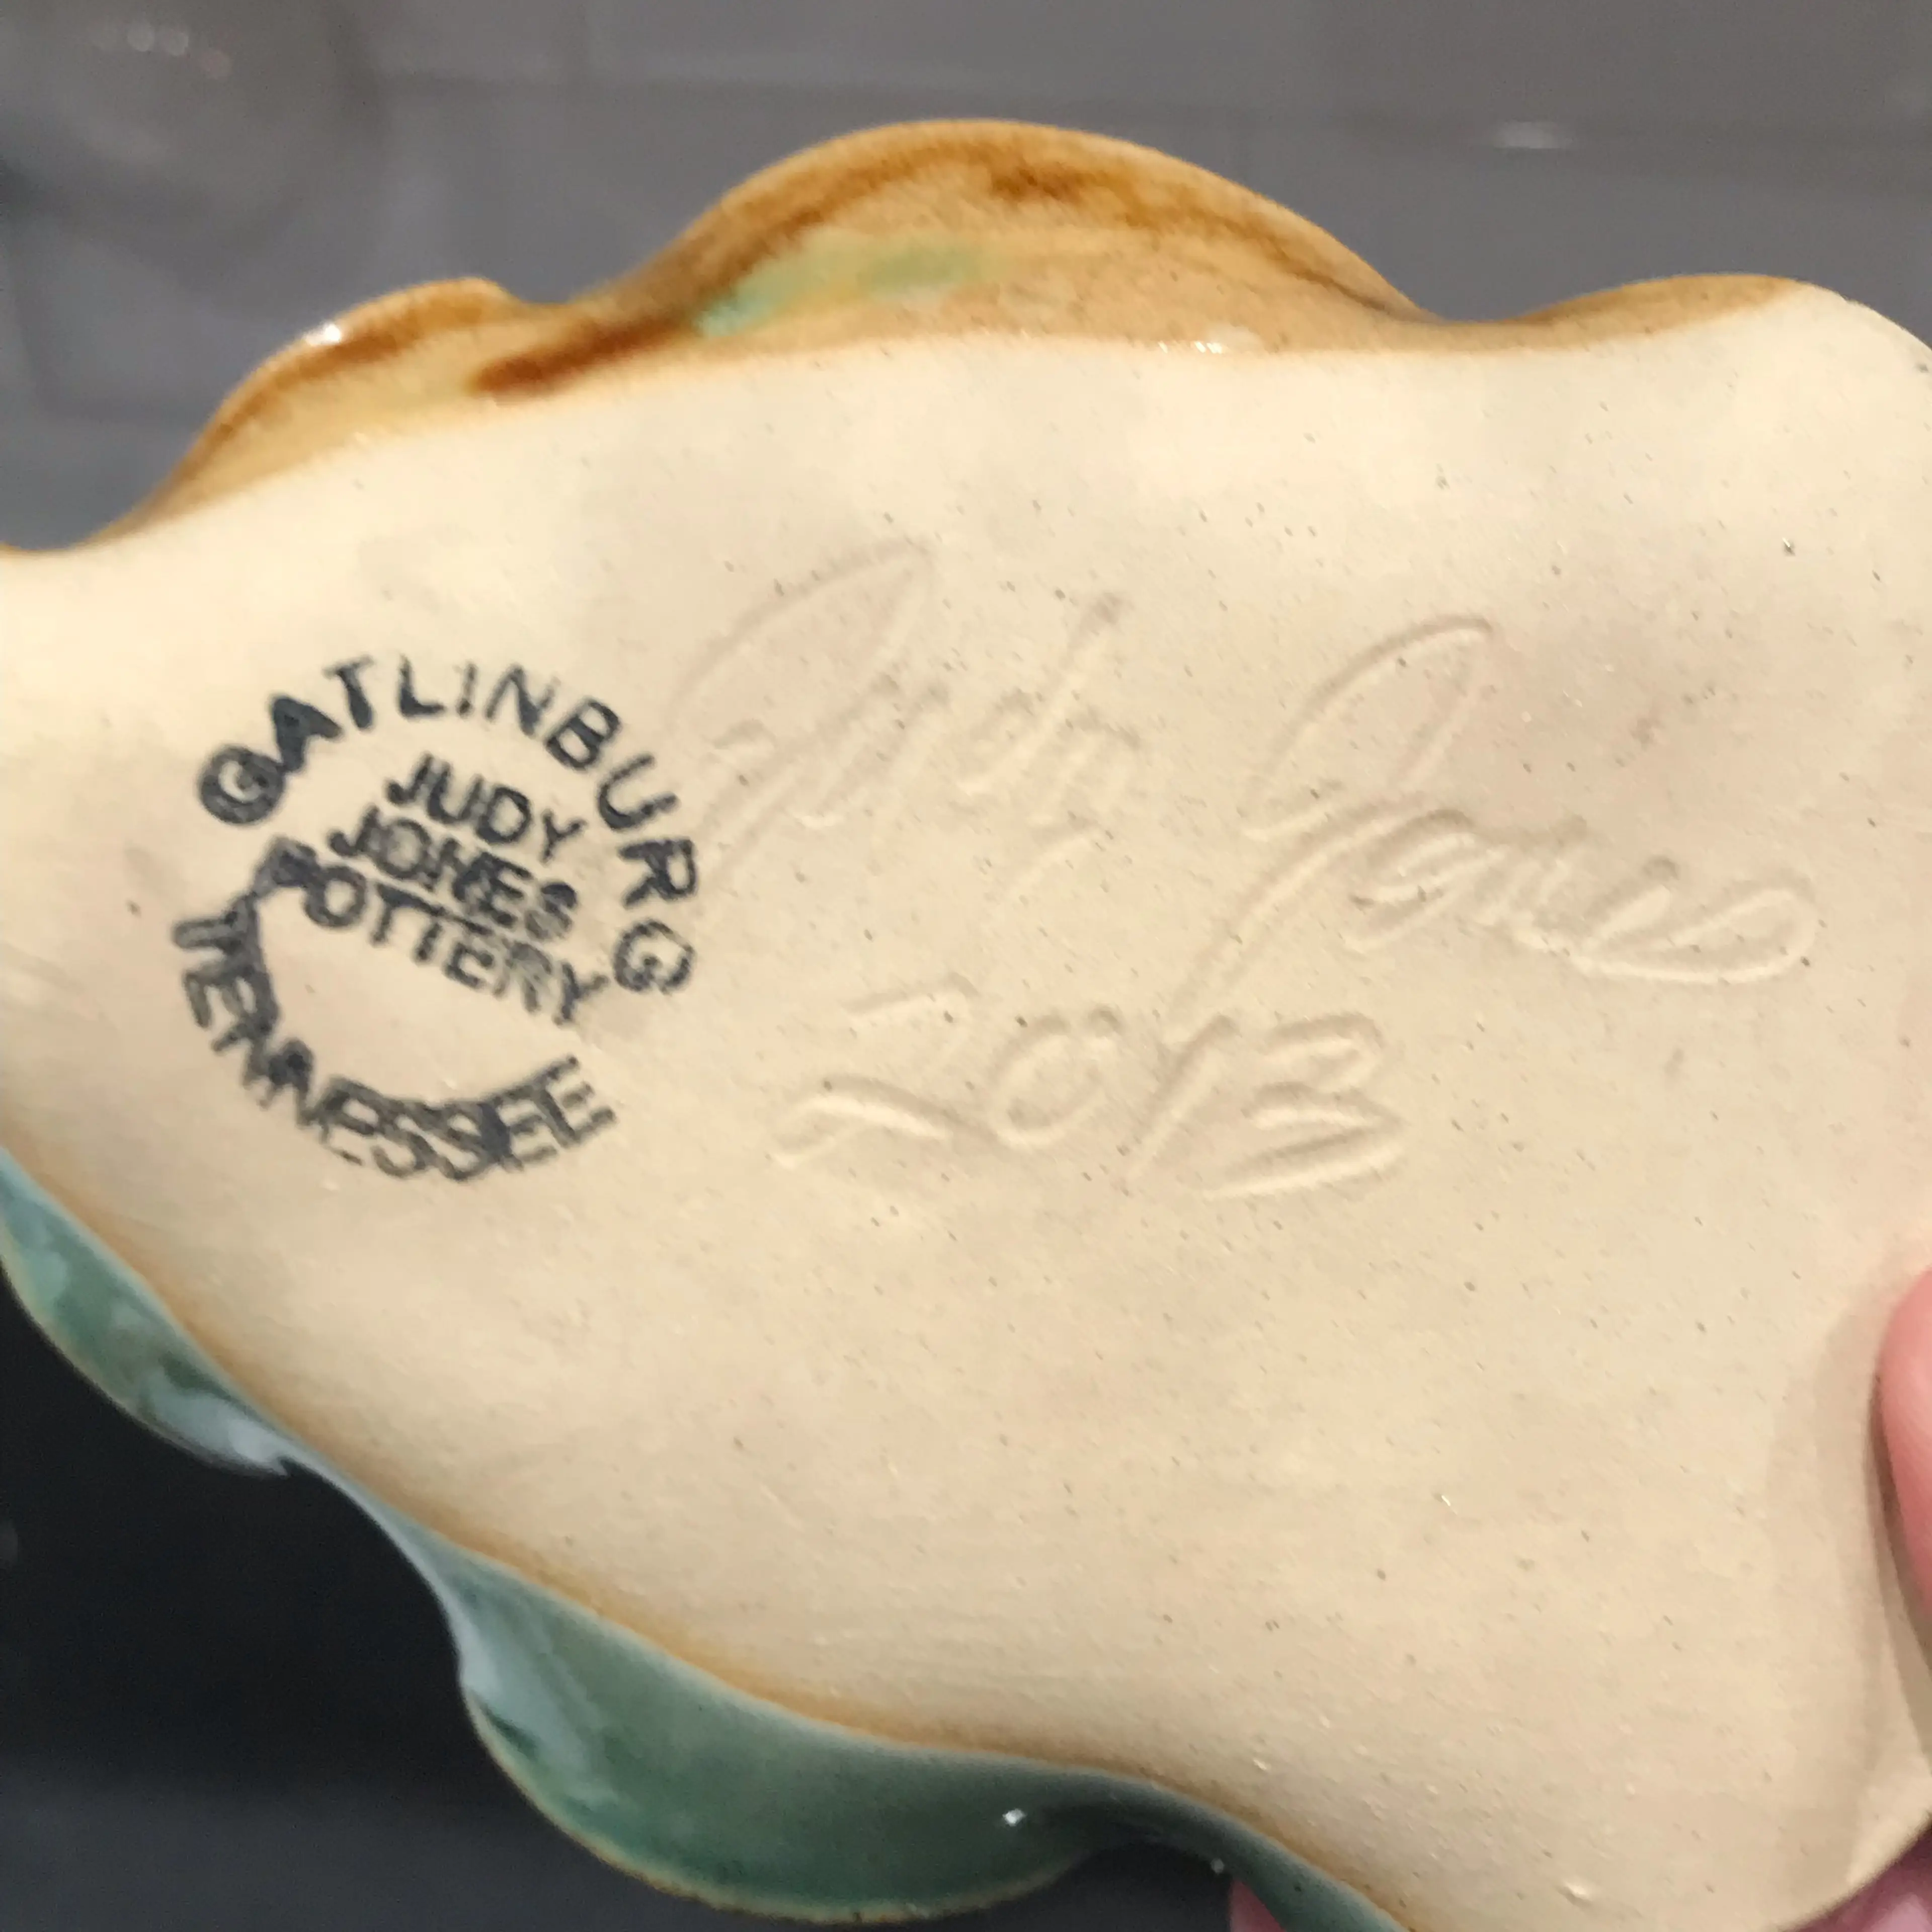 GATLINBURG
JUDY
JONES
POTTERY
TENNESSEE
Judy Jones
2013